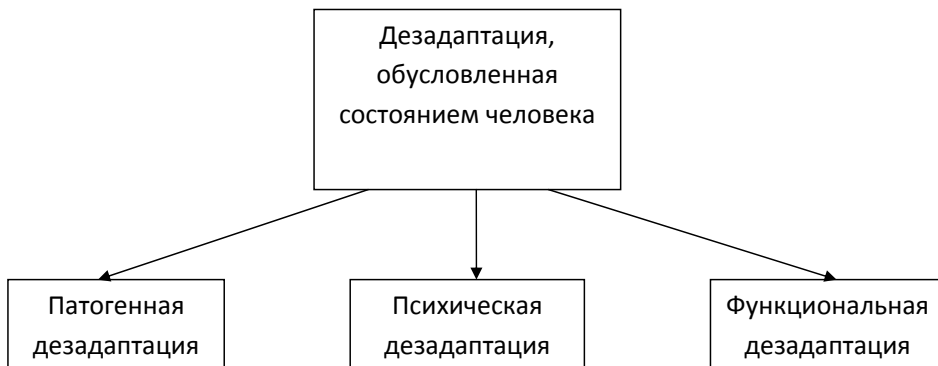 Дезадаптация,
обусловленная
состоянием человека
Патогенная
дезадаптация
Психическая
дезадаптация
Функциональная
дезадаптация